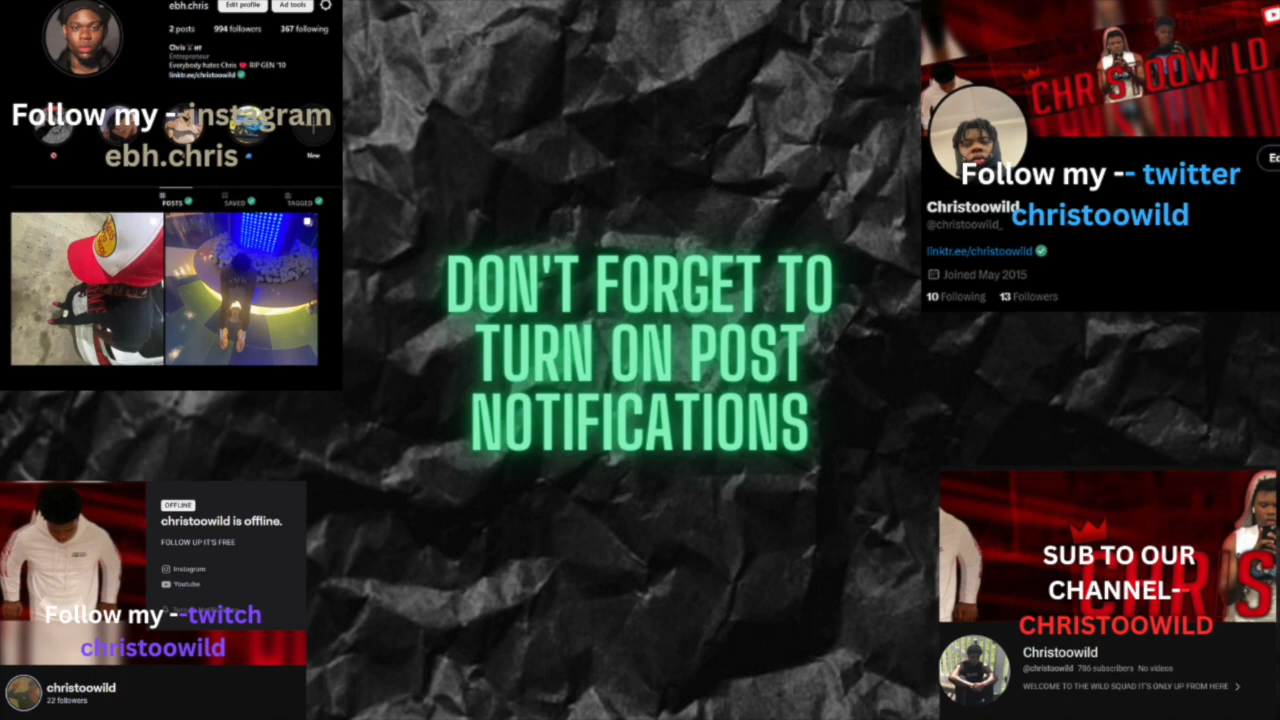 ebh.chris
Edit profile
Ad tools
2 posts
994 followers
367 following
Entrepreneur
Everybody hates Chris
RIP GEN '10
linktr.ee/christoowild
Follow my - -instagram
ebh.chris
New
POSTS
SAVED
TAGGED
CHRISTOOWILD
Follow my -- twitter
christoowild
Christoowild
@christoowild_
linktr.ee/christoowild
Joined May 2015
10 Following
13 Followers
DON'T FORGET TO
TURN ON POST
NOTIFICATIONS
OFFLINE
christoowild is offline.
FOLLOW UP IT'S FREE
Instagram
Youtube
Follow my --twitch
christoowild
christoowild
22 followers
SUB TO OUR
CHANNEL-
CHRISTOOWILD
Christoowild
@christoowild 786 subscribers No videos
WELCOME TO THE WILD SQUAD IT'S ONLY UP FROM HERE